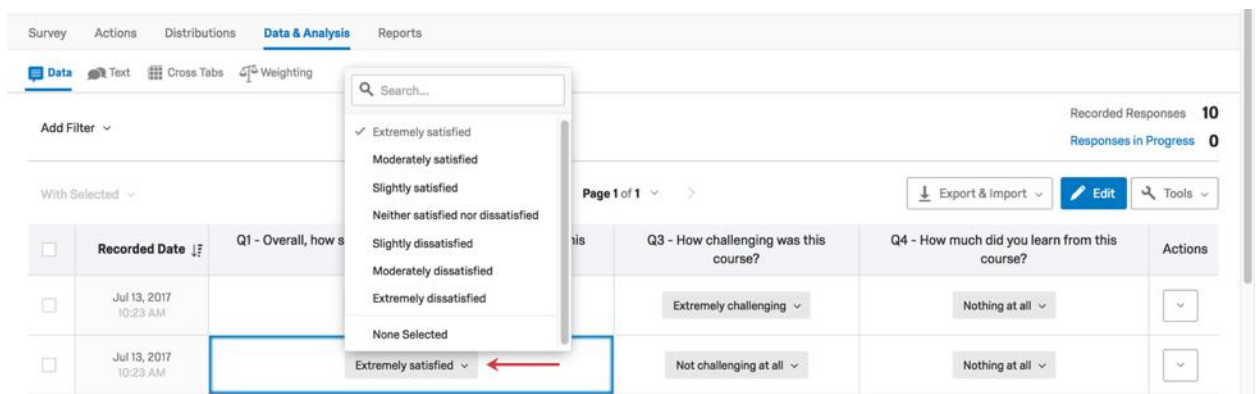 Survey Actions Distributions Data & Analysis Reports
Data Text Cross Tabs Weighting
Search...
Add Filter
Recorded Responses 10
Responses in Progress 0
Extremely satisfied
Moderately satisfied
Slightly satisfied
Neither satisfied nor dissatisfied
Slightly dissatisfied
Moderately dissatisfied
Extremely dissatisfied
None Selected
With Selected
Page 1 of 1
Export & Import Edit Tools
Recorded Date
Q1 - Overall, how s
his
Q3 - How challenging was this
course?
Q4 - How much did you learn from this
course?
Actions
Jul 13, 2017
10:23 AM
Extremely challenging
Nothing at all
Jul 13, 2017
10:23 AM
Extremely satisfied
Not challenging at all
Nothing at all